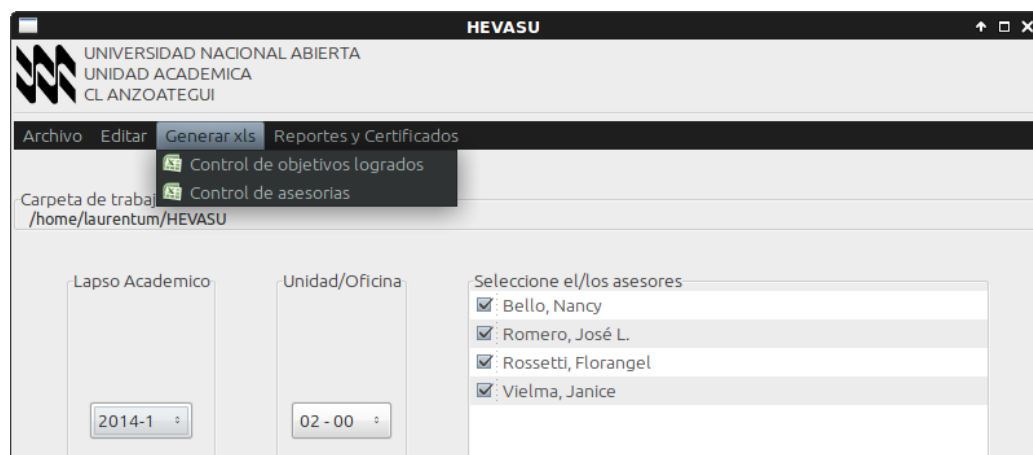 HEVASU
UNIVERSIDAD NACIONAL ABIERTA
UNIDAD ACADEMICA
CL ANZOATEGUI
Archivo Editar Generar xls Reportes y Certificados
Control de objetivos logrados
Control de asesorias
Carpeta de trabaj
/home/laurentum/HEVASU
Lapso Academico
2014-1
Unidad/Oficina
02 - 00
Seleccione el/los asesores
Bello, Nancy
Romero, José L.
Rossetti, Florangel
Vielma, Janice